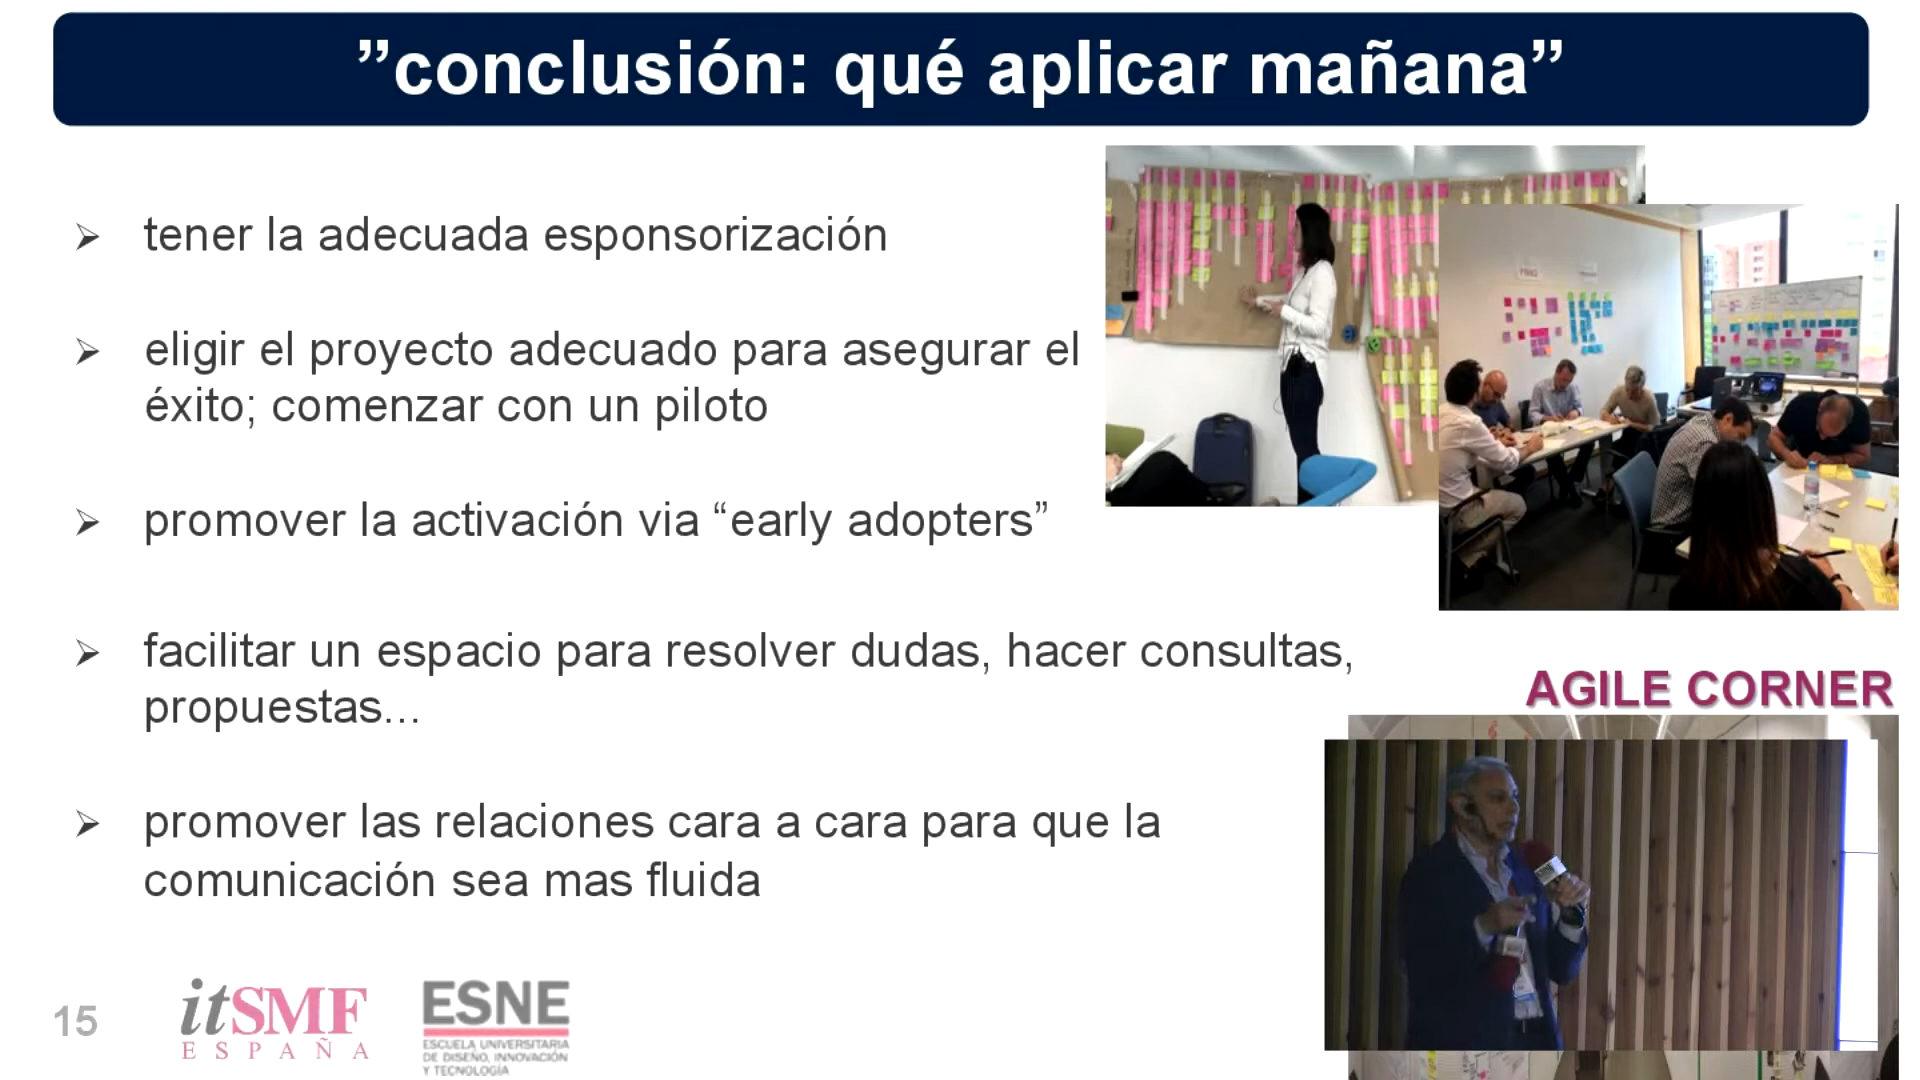 ”conclusión: qué aplicar mañana”
tener la adecuada esponsorización
eligir el proyecto adecuado para asegurar el
éxito; comenzar con un piloto
promover la activación via “early adopters”
facilitar un espacio para resolver dudas, hacer consultas,
propuestas...
promover las relaciones cara a cara para que la
comunicación sea mas fluida
AGILE CORNER
15
itSMF
ESPAÑA
ESNE
ESCUELA UNIVERSITARIA
DE DISEÑO, INNOVACIÓN
Y TECNOLOGÍA